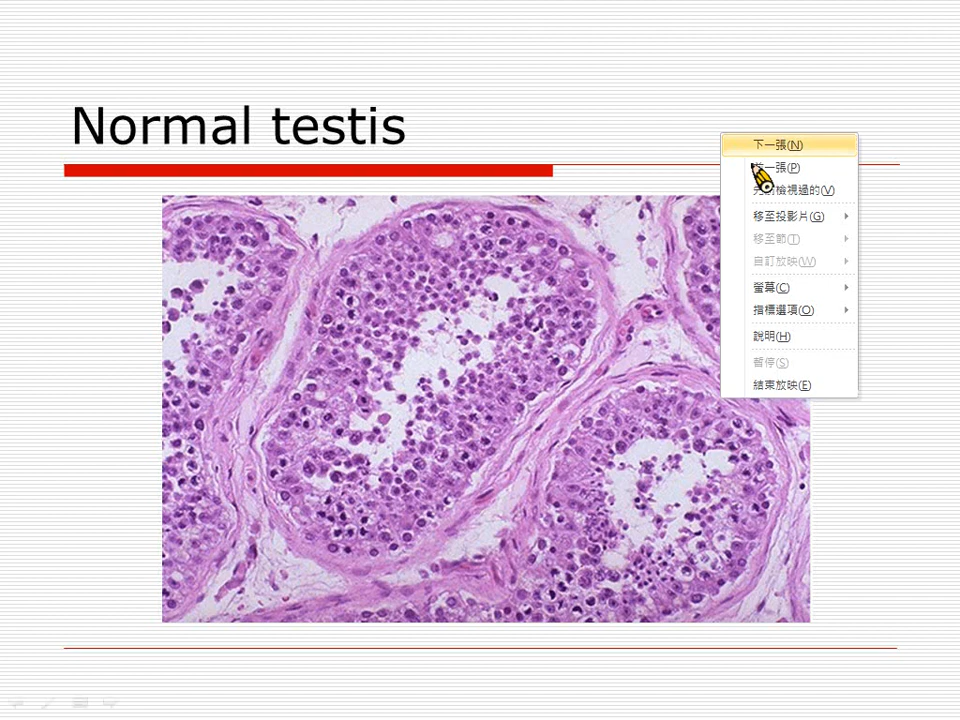 Normal testis
下一張(N)
一張(P)
檢視過的(V)
移至投影片(G)
移至節(T)
自訂放映(W)
螢幕(C)
指標選項(O)
說明(H)
暫停(S)
結束放映(E)